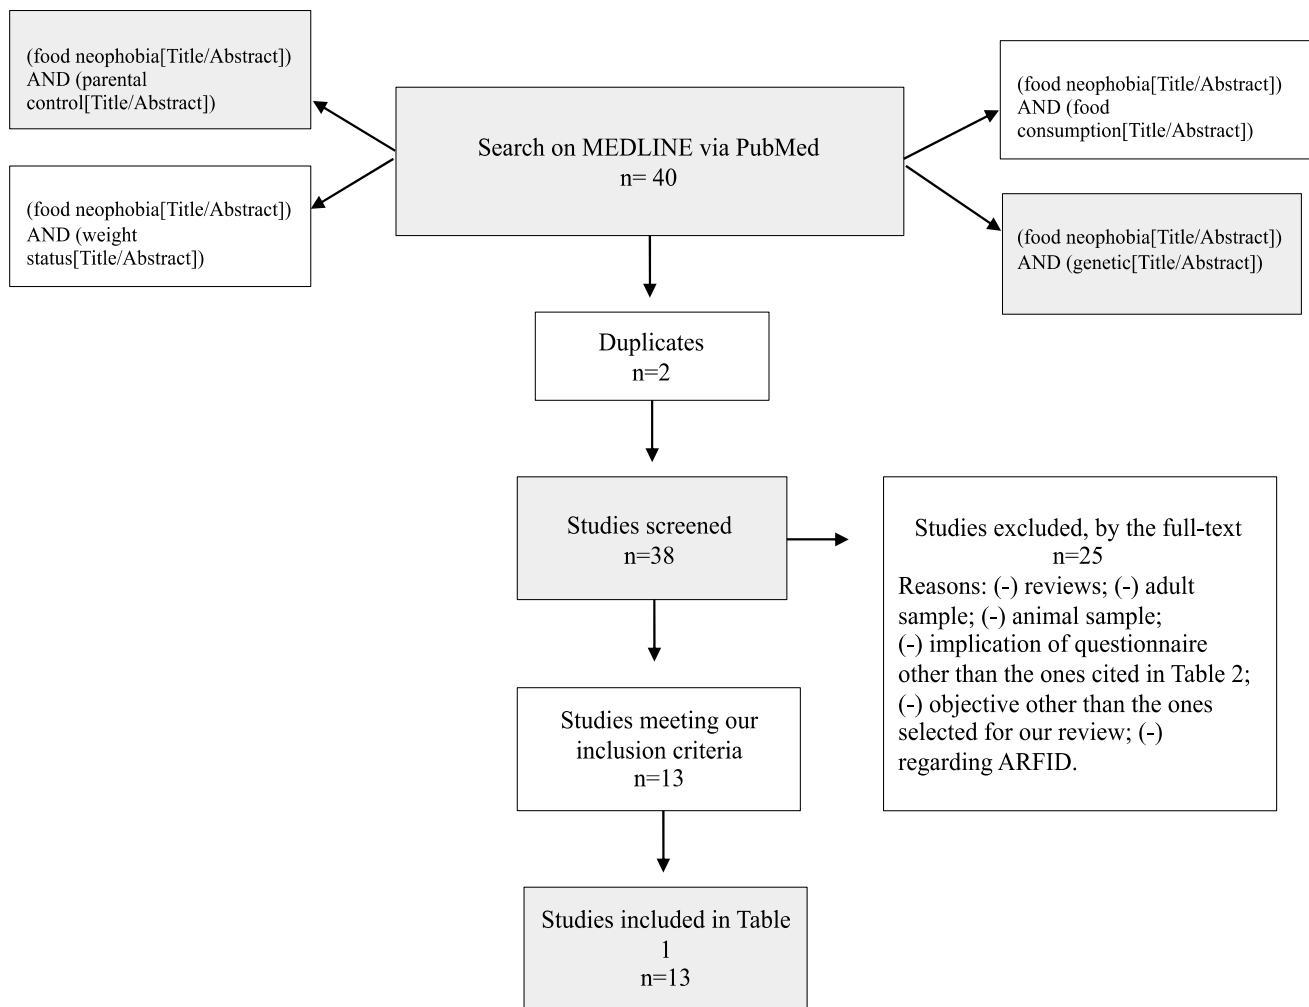 (food neophobia[Title/Abstract])
AND (parental
control[Title/Abstract])
(food neophobia[Title/Abstract])
AND (weight
status[Title/Abstract])
Search on MEDLINE via PubMed
n= 40
(food neophobia[Title/Abstract])
AND (food
consumption[Title/Abstract])
(food neophobia[Title/Abstract])
AND (genetic[Title/Abstract])
Duplicates
n=2
Studies screened
n=38
Studies excluded, by the full-text
n=25
Reasons: (-) reviews; (-) adult
sample; (-) animal sample;
(-) implication of questionnaire
other than the ones cited in Table 2;
(-) objective other than the ones
selected for our review; (-)
regarding ARFID.
Studies meeting our
inclusion criteria
n=13
Studies included in Table
1
n=13